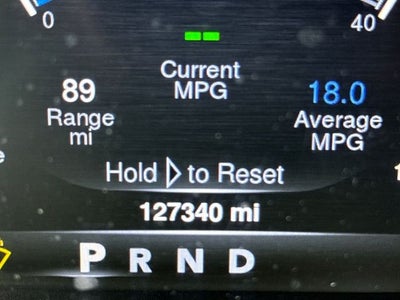 0 40
Current
MPG
89
Range
mi
18.0
Average
MPG
Hold to Reset
127340 mi
P R N D